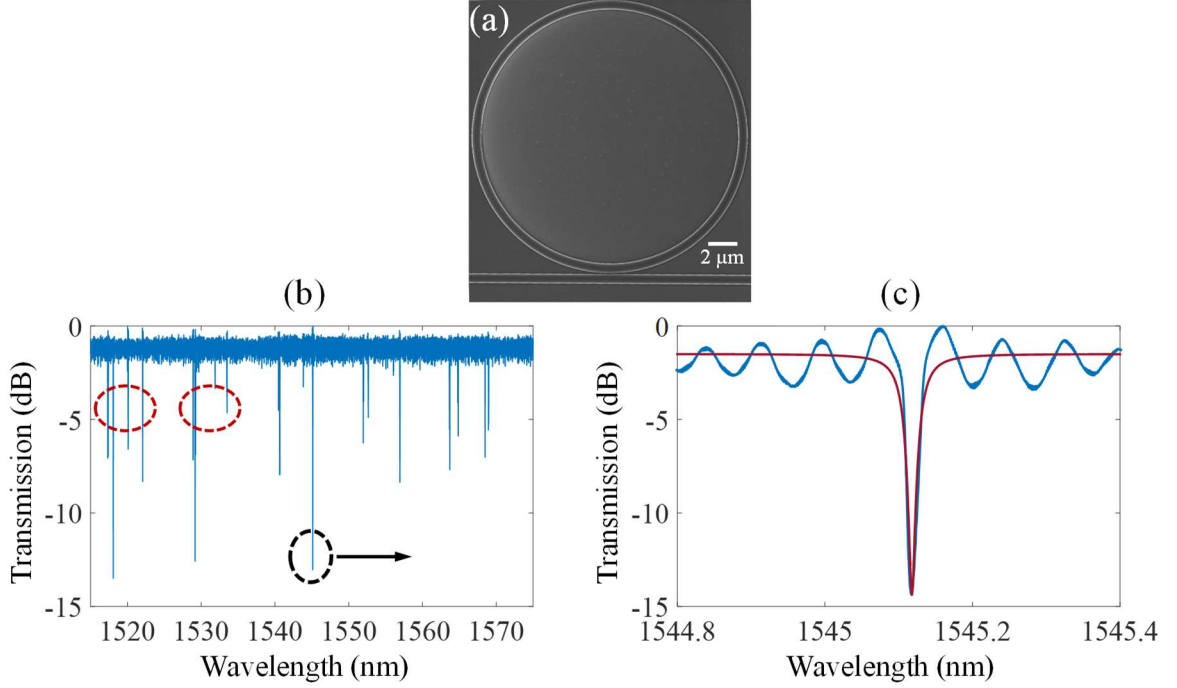 (a)
2 μm
(b)
(c)
0
-5
-10
-15
Transmission (dB)
1520 1530 1540 1550 1560 1570
Wavelength (nm)
0
-5
-10
-15
Transmission (dB)
1544.8 1545 1545.2 1545.4
Wavelength (nm)